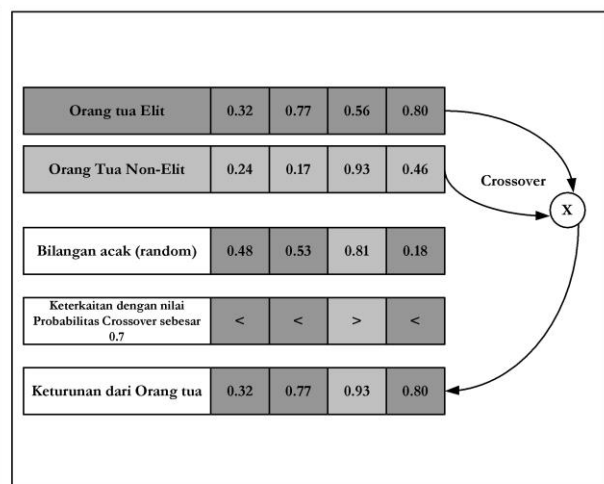 Orang tua Elit 0.32 0.77 0.56 0.80
Orang Tua Non-Elit 0.24 0.17 0.93 0.46
Crossover
X
Bilangan acak (random) 0.48 0.53 0.81 0.18
Keterkaitan dengan nilai
Probabilitas Crossover sebesar
0.7
< < > <
Keturunan dari Orang tua 0.32 0.77 0.93 0.80